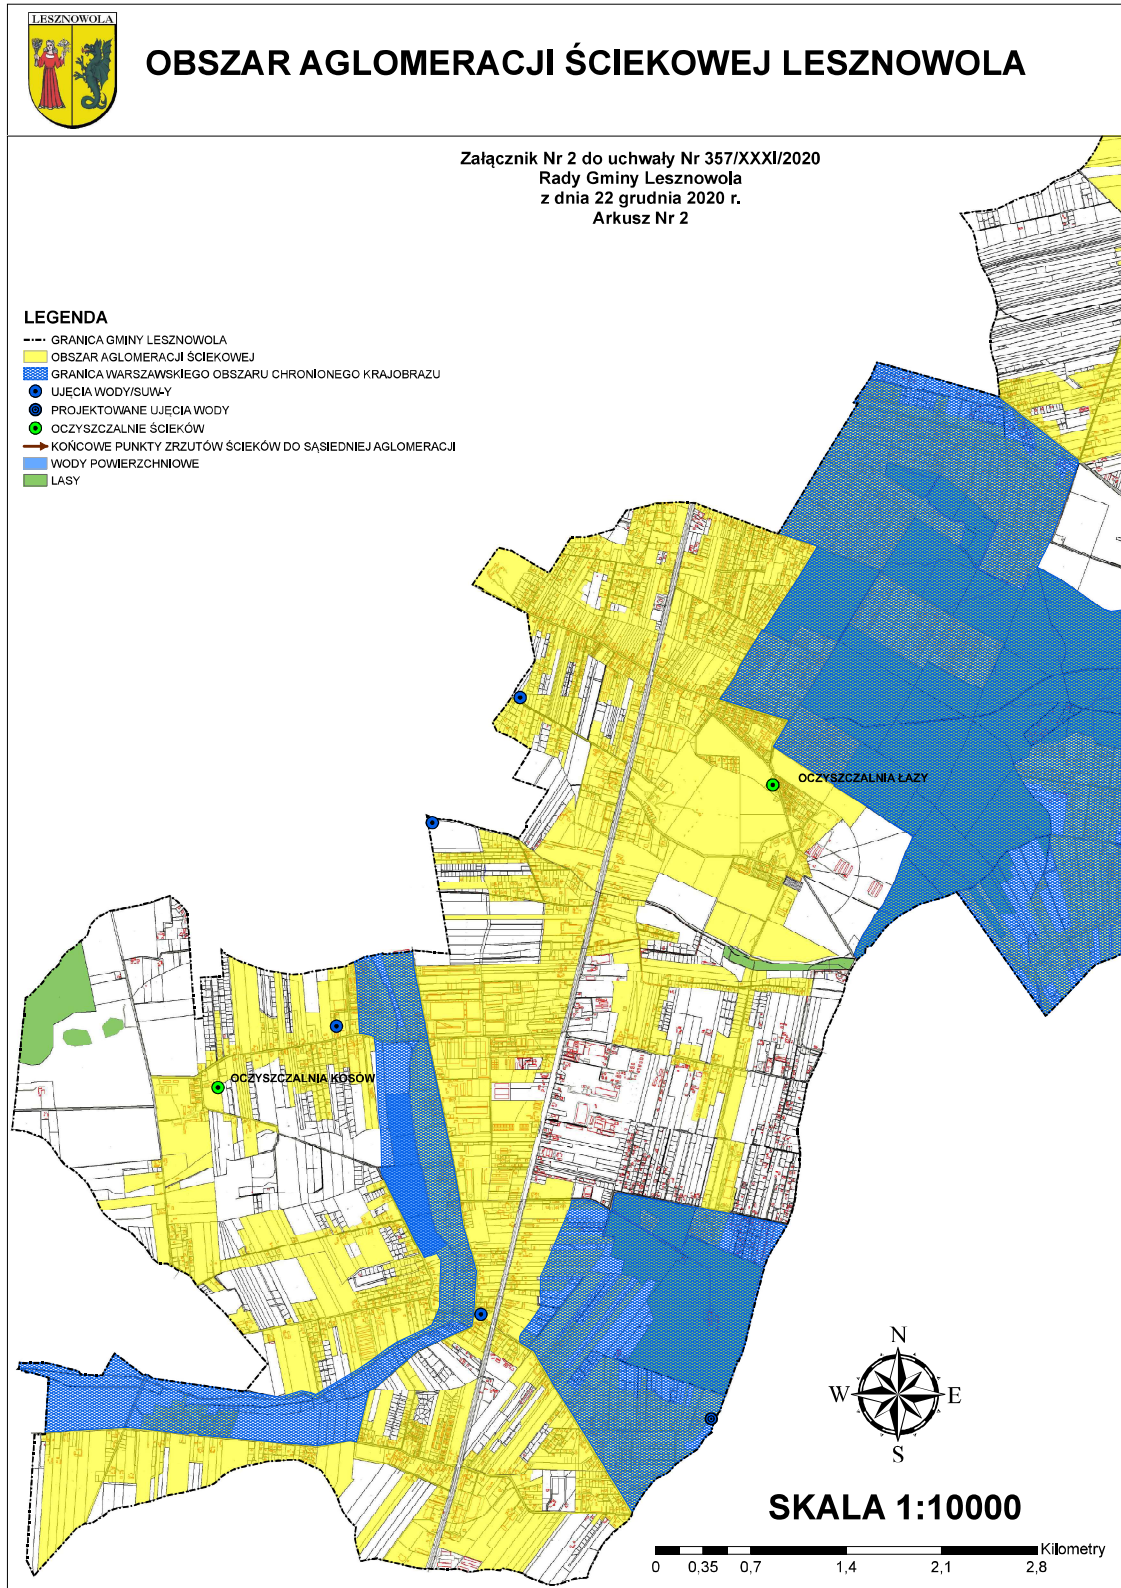 LESZNOWOLA
OBSZAR AGLOMERACJI ŚCIEKOWEJ LESZNOWOLA
Załącznik Nr 2 do uchwały Nr 357/XXXI/2020
Rady Gminy Lesznowola
z dnia 22 grudnia 2020 r.
Arkusz Nr 2
LEGENDA
GRANICA GMINY LESZNOWOLA
OBSZAR AGLOMERACJI ŚCIEKOWEJ
GRANICA WARSZAWSKIEGO OBSZARU CHRONIONEGO KRAJOBRAZU
UJĘCIA WODY/SUW-Y
PROJEKTOWANE UJĘCIA WODY
OCZYSZCZALNIE ŚCIEKÓW
KOŃCOWE PUNKTY ZRZUTÓW ŚCIEKÓW DO SĄSIEDNIEJ AGLOMERACJI
WODY POWIERZCHNIOWE
LASY
OCZYSZCZALNIA ŁAZY
OCZYSZCZALNIA KOSÓW
N
W E
S
SKALA 1:10000
Kilometry
0 0,35 0,7 1,4 2,1 2,8